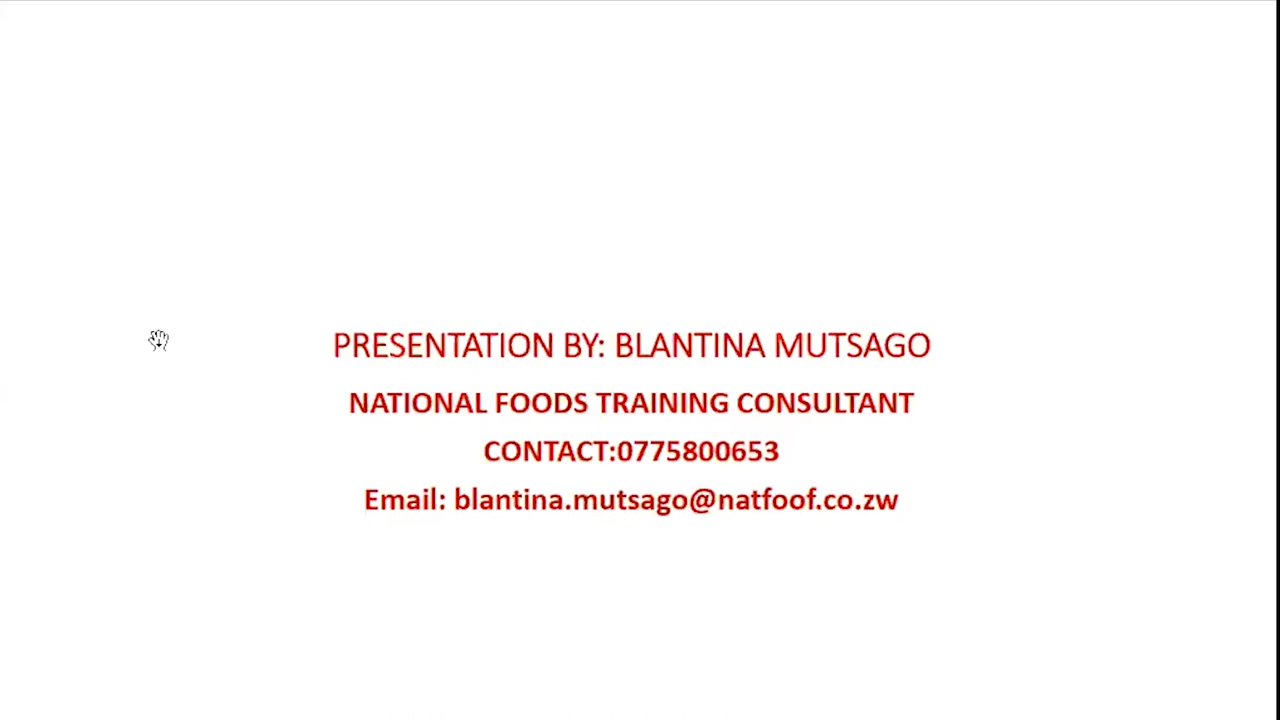 PRESENTATION BY: BLANTINA MUTSAGO
NATIONAL FOODS TRAINING CONSULTANT
CONTACT:0775800653
Email: blantina.mutsago@natfoof.co.zw